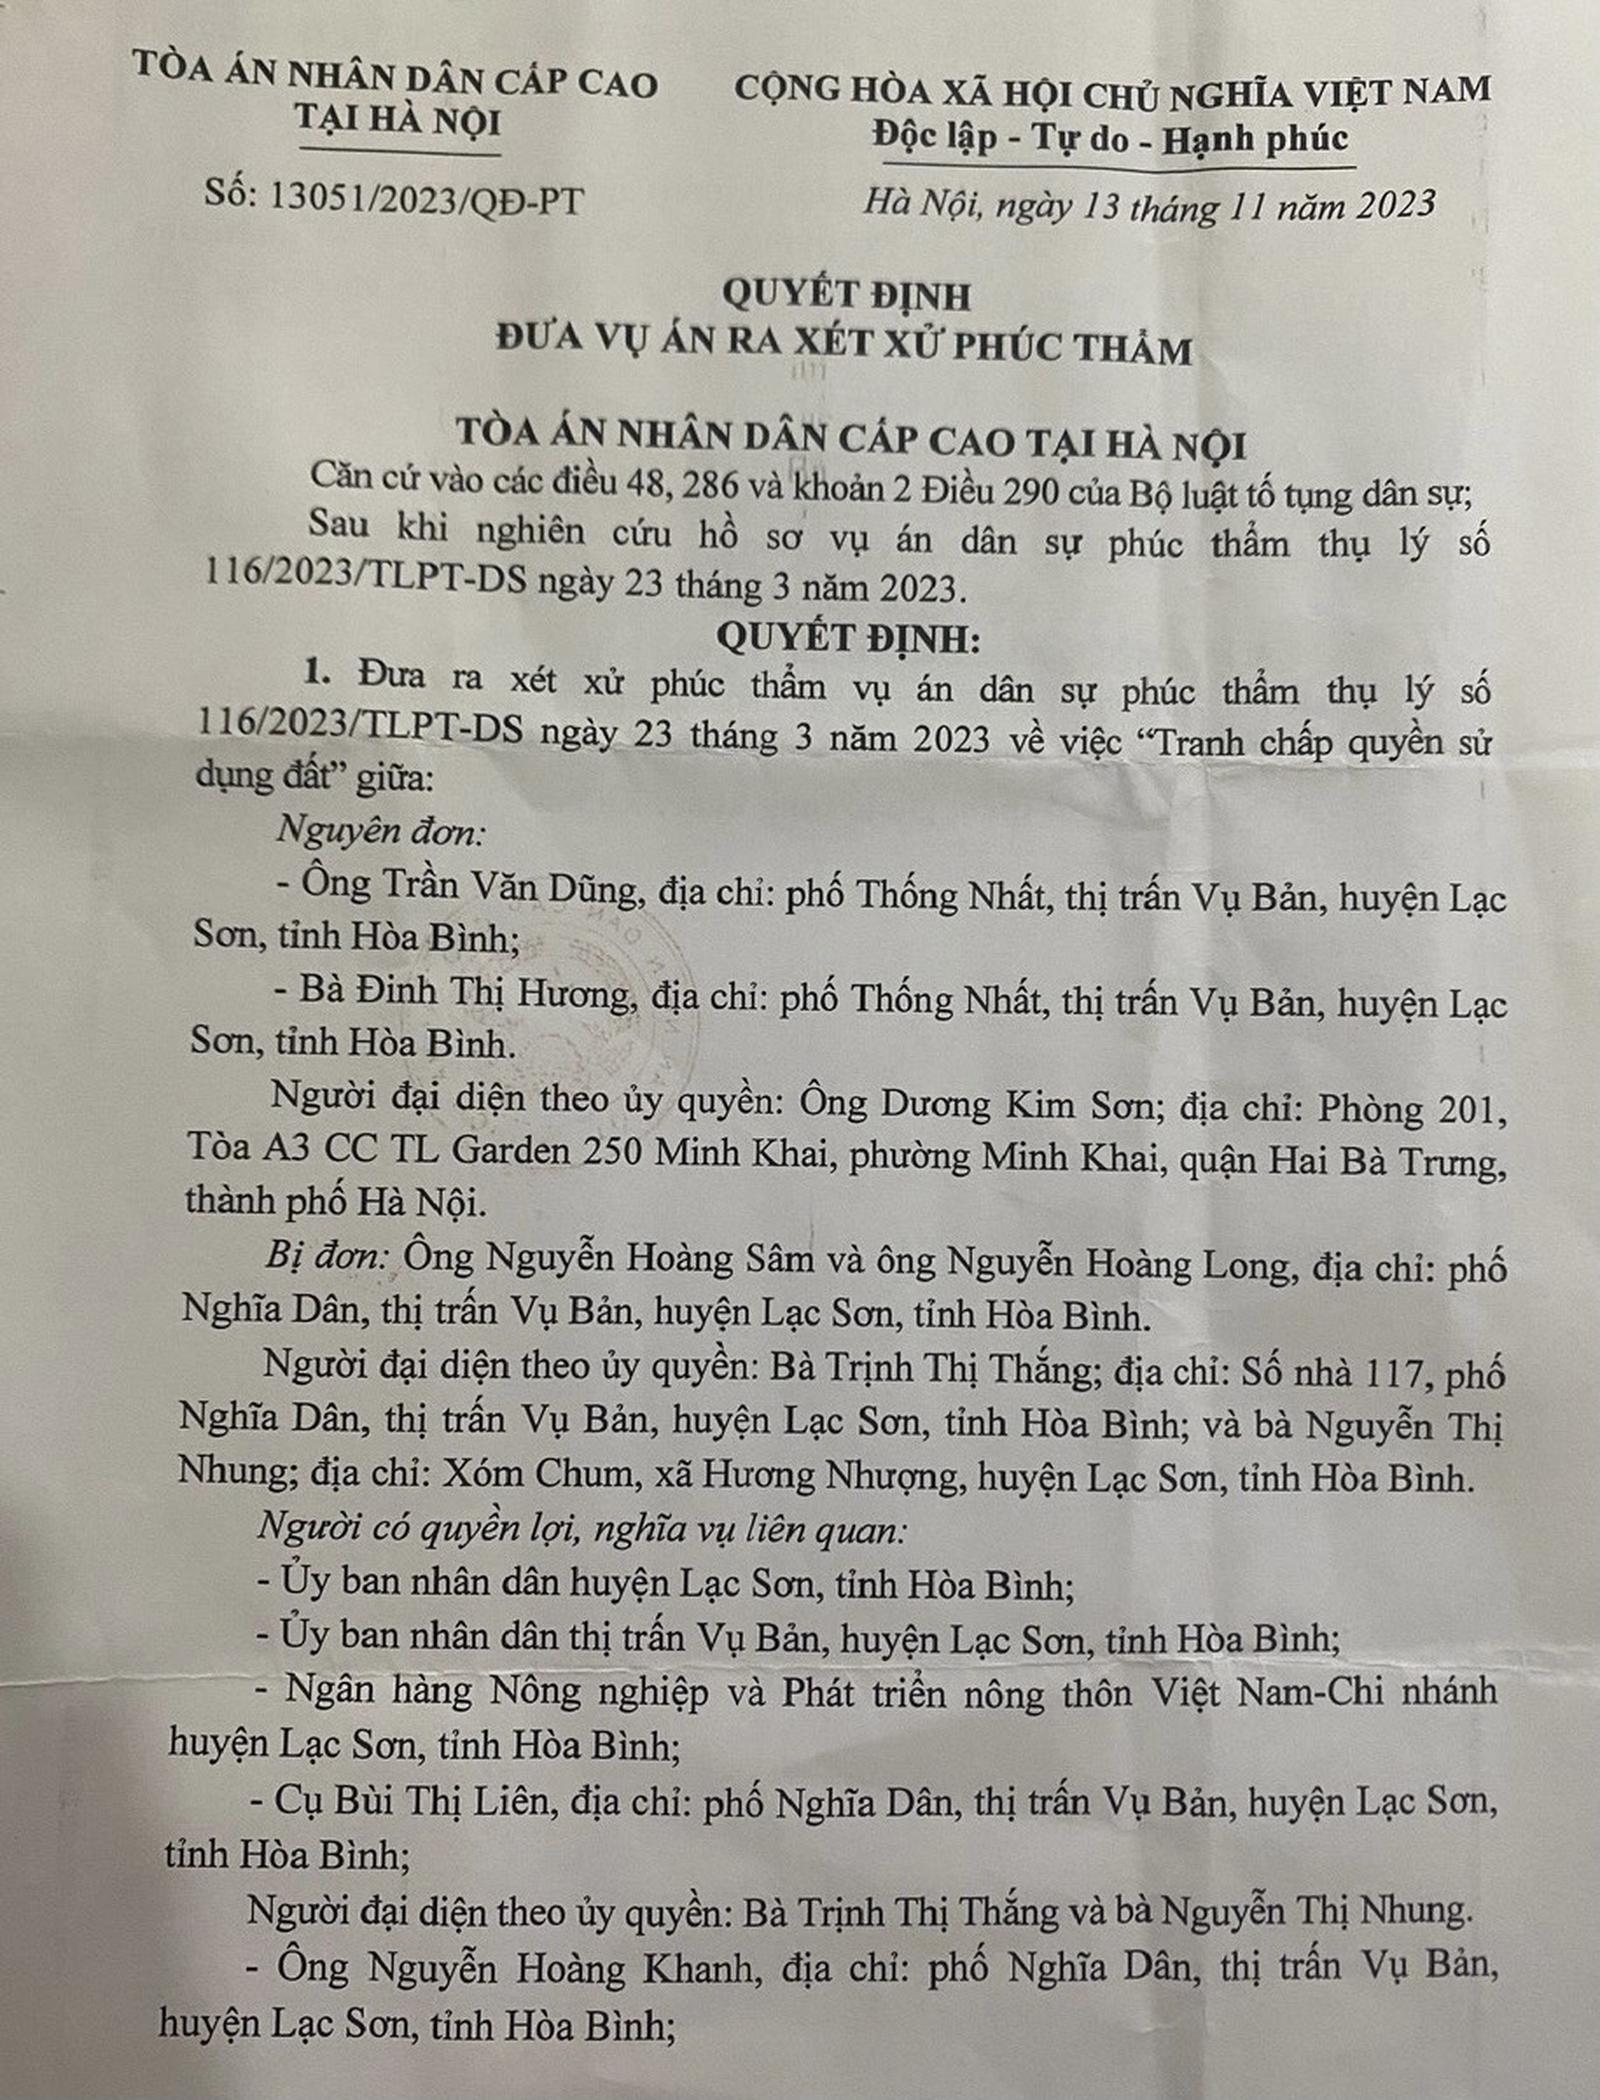 TÒA ÁN NHÂN DÂN CẤP CAO
TẠI HÀ NỘI
Số: 13051/2023/QĐ-PT
CỘNG HÒA XÃ HỘI CHỦ NGHĨA VIỆT NAM
Độc lập - Tự do - Hạnh phúc
Hà Nội, ngày 13 tháng 11 năm 2023
QUYẾT ĐỊNH
ĐƯA VỤ ÁN RA XÉT XỬ PHÚC THẨM
TÒA ÁN NHÂN DÂN CẤP CAO TẠI HÀ NỘI
Căn cứ vào các điều 48, 286 và khoản 2 Điều 290 của Bộ luật tố tụng dân sự;
Sau khi nghiên cứu hồ sơ vụ án dân sự phúc thẩm thụ lý số
116/2023/TLPT-DS ngày 23 tháng 3 năm 2023.
QUYẾT ĐỊNH:
1. Đưa ra xét xử phúc thẩm vụ án dân sự phúc thẩm thụ lý số
116/2023/TLPT-DS ngày 23 tháng 3 năm 2023 về việc “Tranh chấp quyền sử
dụng đất” giữa:
Nguyên đơn:
- Ông Trần Văn Dũng, địa chỉ: phố Thống Nhất, thị trấn Vụ Bản, huyện Lạc
Sơn, tỉnh Hòa Bình;
- Bà Đinh Thị Hương, địa chỉ: phố Thống Nhất, thị trấn Vụ Bản, huyện Lạc
Sơn, tỉnh Hòa Bình.
Người đại diện theo ủy quyền: Ông Dương Kim Sơn; địa chỉ: Phòng 201,
Tòa A3 CC TL Garden 250 Minh Khai, phường Minh Khai, quận Hai Bà Trưng,
thành phố Hà Nội.
Bị đơn: Ông Nguyễn Hoàng Sâm và ông Nguyễn Hoàng Long, địa chỉ: phố
Nghĩa Dân, thị trấn Vụ Bản, huyện Lạc Sơn, tỉnh Hòa Bình.
Người đại diện theo ủy quyền: Bà Trịnh Thị Thắng; địa chỉ: Số nhà 117, phố
Nghĩa Dân, thị trấn Vụ Bản, huyện Lạc Sơn, tỉnh Hòa Bình; và bà Nguyễn Thị
Nhung; địa chỉ: Xóm Chum, xã Hương Nhượng, huyện Lạc Sơn, tỉnh Hòa Bình.
Người có quyền lợi, nghĩa vụ liên quan:
- Ủy ban nhân dân huyện Lạc Sơn, tỉnh Hòa Bình;
- Ủy ban nhân dân thị trấn Vụ Bản, huyện Lạc Sơn, tỉnh Hòa Bình;
- Ngân hàng Nông nghiệp và Phát triển nông thôn Việt Nam-Chi nhánh
huyện Lạc Sơn, tỉnh Hòa Bình;
- Cụ Bùi Thị Liên, địa chỉ: phố Nghĩa Dân, thị trấn Vụ Bản, huyện Lạc Sơn,
tỉnh Hòa Bình;
Người đại diện theo ủy quyền: Bà Trịnh Thị Thắng và bà Nguyễn Thị Nhung.
- Ông Nguyễn Hoàng Khanh, địa chỉ: phố Nghĩa Dân, thị trấn Vụ Bản,
huyện Lạc Sơn, tỉnh Hòa Bình;